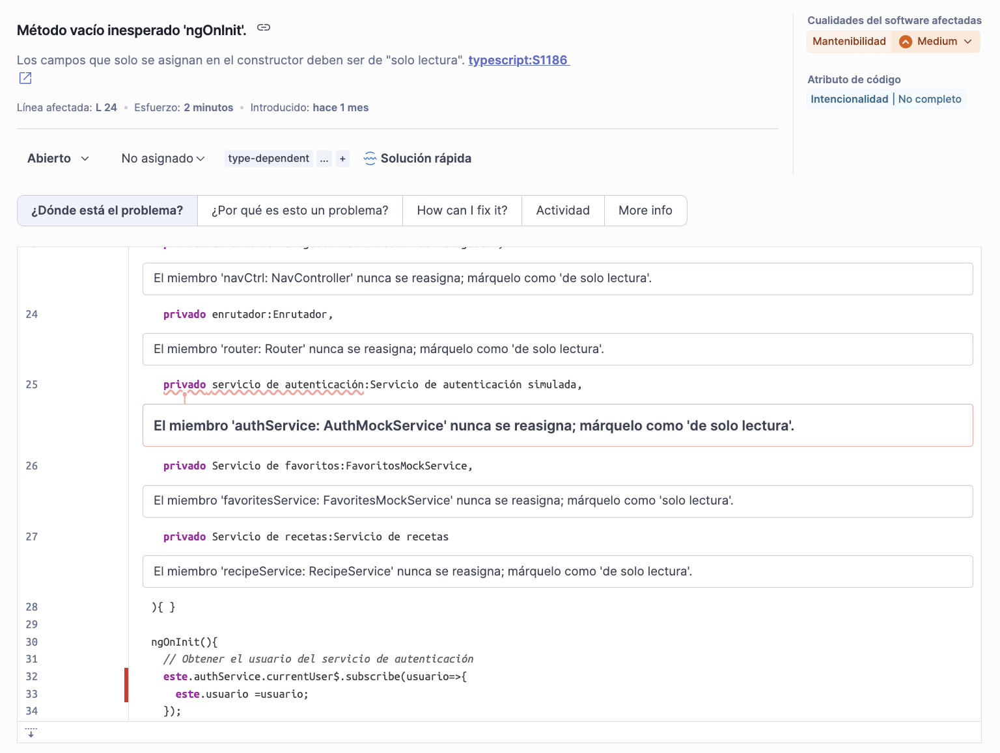 Método vacío inesperado 'ngOnInit'.
Los campos que solo se asignan en el constructor deben ser de "solo lectura". typescript:S1186
Línea afectada: L 24 • Esfuerzo: 2 minutos • Introducido: hace 1 mes
Cualidades del software afectadas
Mantenibilidad Medium
Atributo de código
Intencionalidad | No completo
Abierto No asignado type-dependent ... + Solución rápida
¿Dónde está el problema? ¿Por qué es esto un problema? How can I fix it? Actividad More info
El miembro 'navCtrl: NavController' nunca se reasigna; márquelo como 'de solo lectura'.
24 privado enrutador:Enrutador,
El miembro 'router: Router' nunca se reasigna; márquelo como 'de solo lectura'.
25 privado servicio de autenticación:Servicio de autenticación simulada,
El miembro 'authService: AuthMockService' nunca se reasigna; márquelo como 'de solo lectura'.
26 privado Servicio de favoritos:FavoritosMockService,
El miembro 'favoritesService: FavoritesMockService' nunca se reasigna; márquelo como 'solo lectura'.
27 privado Servicio de recetas:Servicio de recetas
El miembro 'recipeService: RecipeService' nunca se reasigna; márquelo como 'de solo lectura'.
28 ){ }
29
30 ngOnInit(){
31 // Obtener el usuario del servicio de autenticación
32 este.authService.currentUser$.subscribe(usuario=>{
33 este.usuario =usuario;
34 });